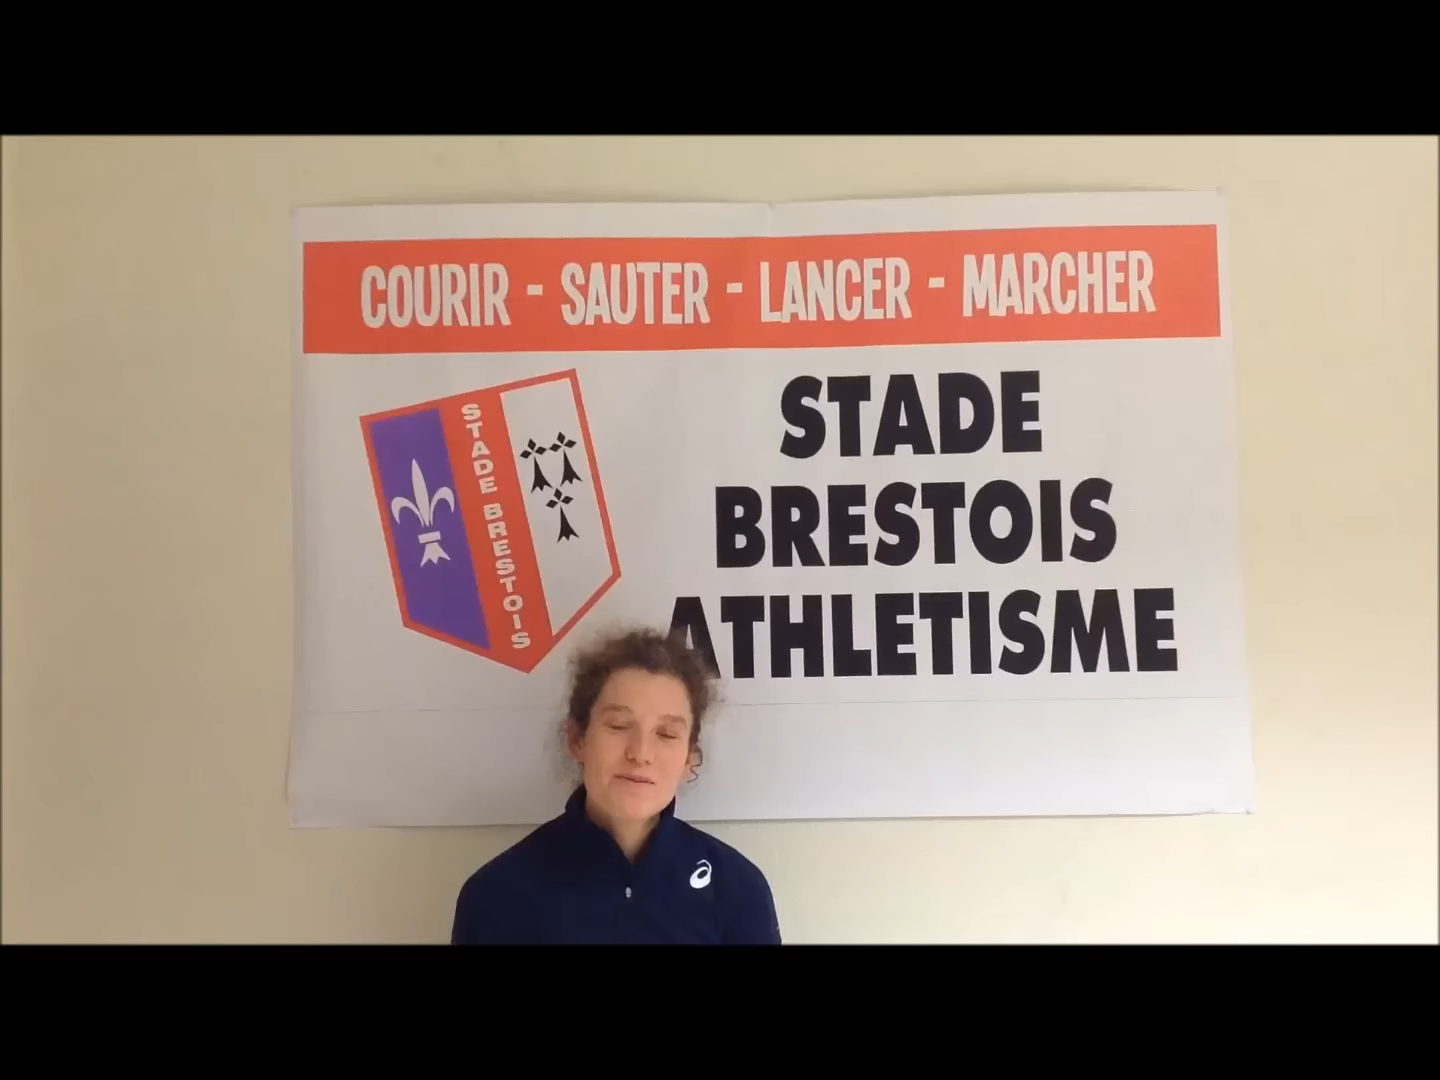 COURIR - SAUTER - LANCER - MARCHER
STADE BRESTOIS
STADE
BRESTOIS
ATHLETISME